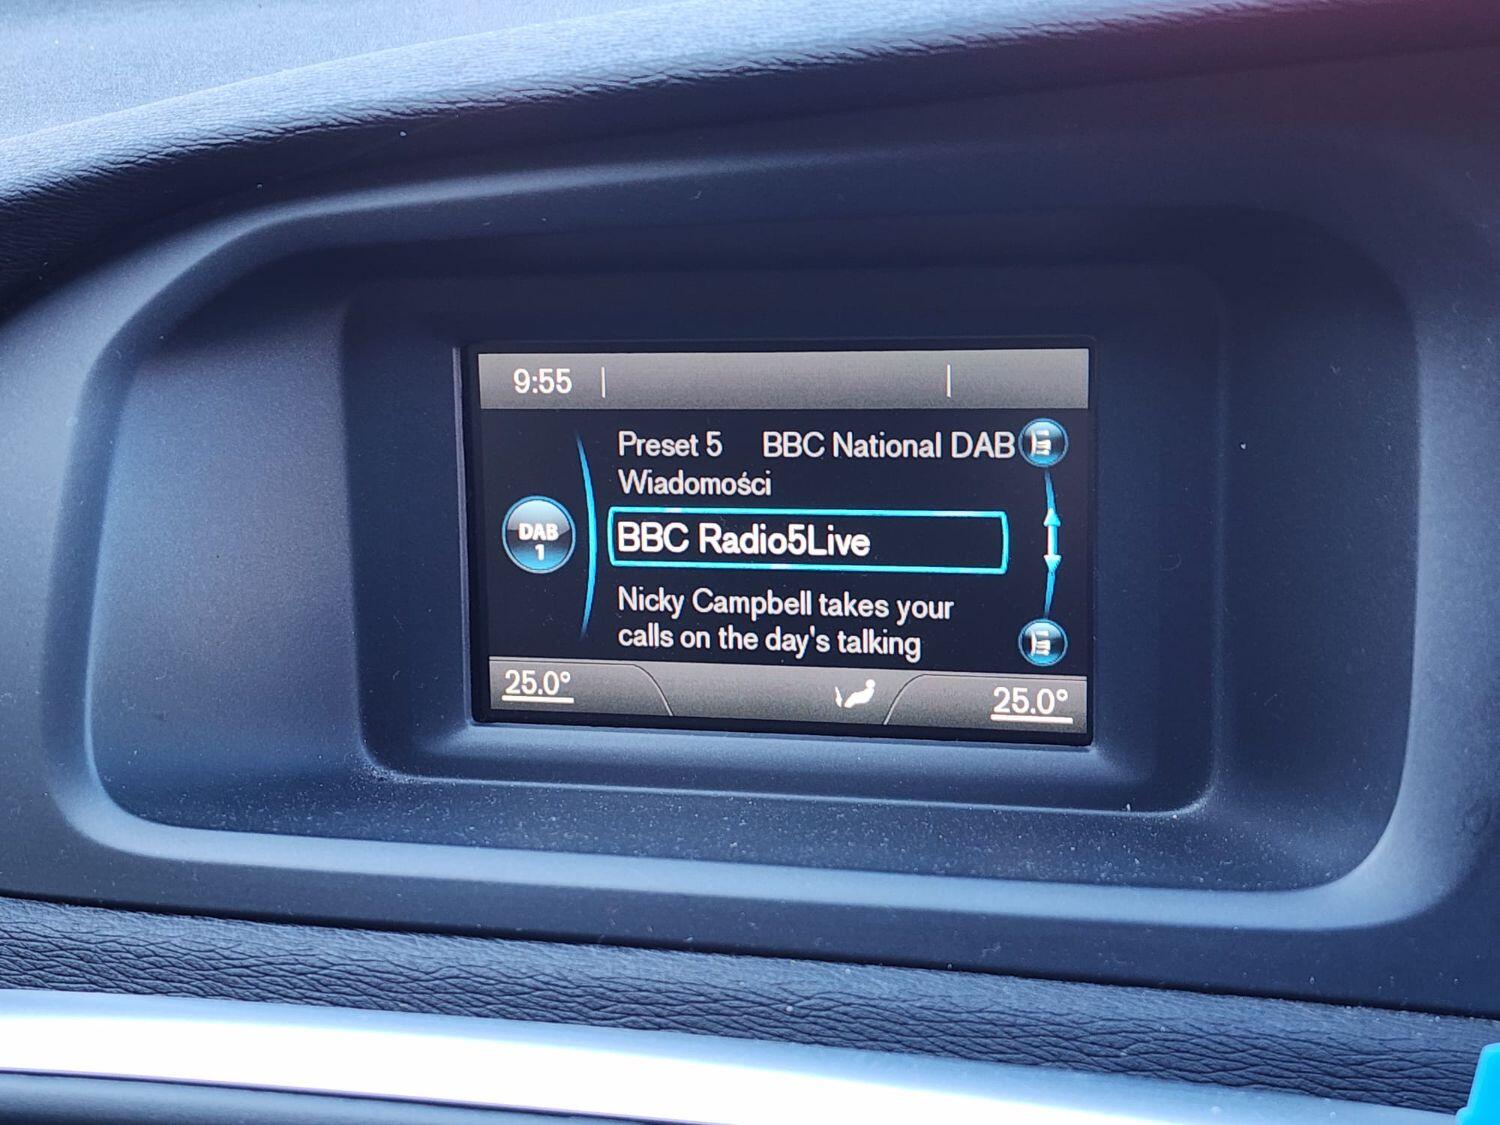 9:55
Preset 5 BBC National DAB
Wiadomości
DAB
1
BBC Radio5Live
Nicky Campbell takes your
calls on the day's talking
25.0°
25.0°